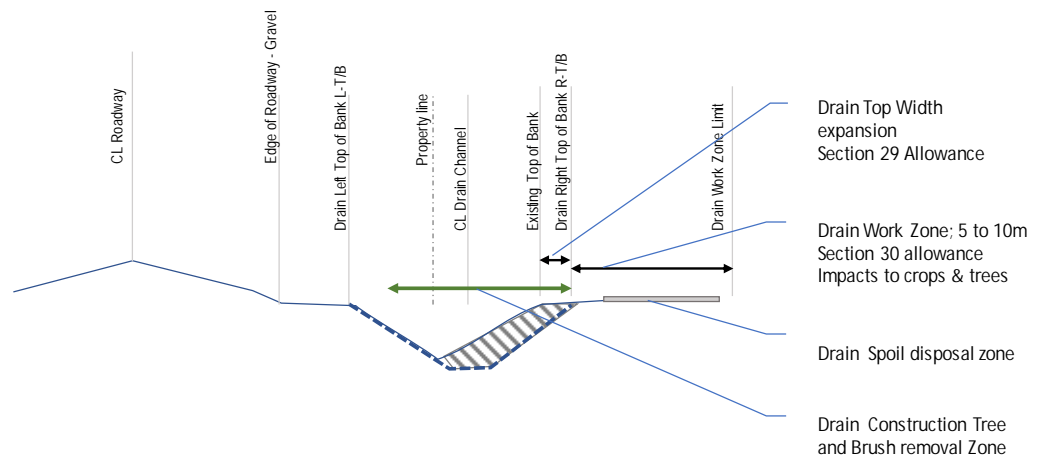 CL Roadway
Edge of Roadway - Gravel
Drain Left Top of Bank L-T/B
Property line
CL Drain Channel
Existing Top of Bank
Drain Right Top of Bank R-T/B
Drain Work Zone Limit
Drain Top Width
expansion
Section 29 Allowance
Drain Work Zone; 5 to 10m
Section 30 allowance
Impacts to crops & trees
Drain Spoil disposal zone
Drain Construction Tree
and Brush removal Zone